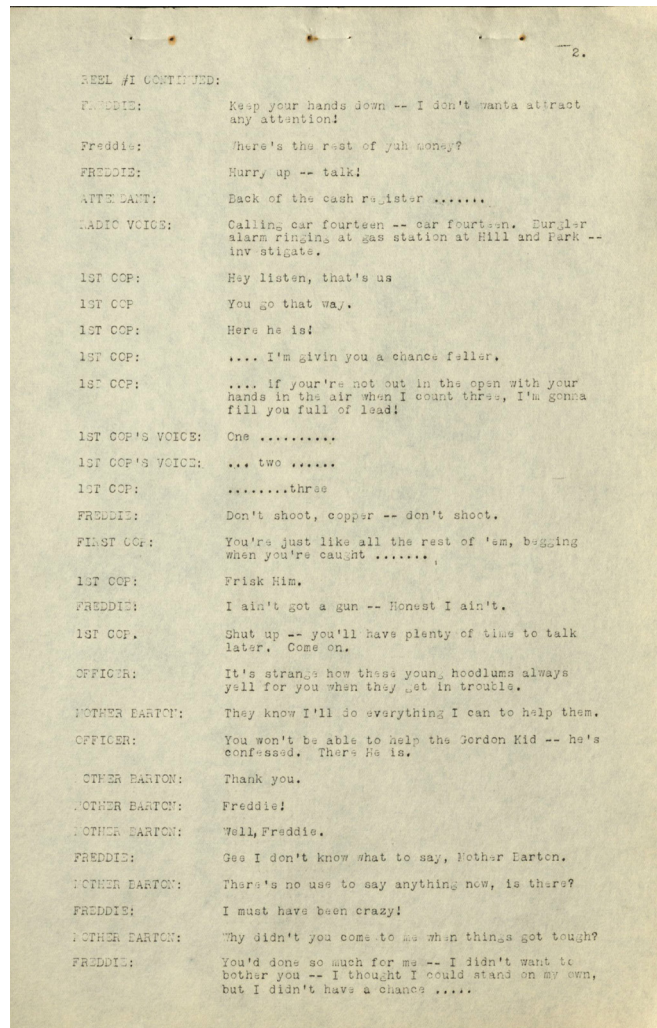 2.
REEL #I CONTINUED:
FREDDIE: Keep your hands down -- I don't wanta attract
any attention!
Freddie: Where's the rest of yuh money?
FREDDIE: Hurry up -- talk!
ATTENDANT: Back of the cash register .......
RADIO VOICE: Calling car fourteen -- car fourteen. Burgler
alarm ringing at gas station at Hill and Park --
inv stigate.
1ST COP: Hey listen, that's us
1ST COP You go that way.
1ST COP: Here he is!
1ST COP: .... I'm givin you a chance feller.
1ST COP: .... if your're not out in the open with your
hands in the air when I count three, I'm gonna
fill you full of lead!
1ST COP'S VOICE: One ..........
1ST COP'S VOICE: ... two ......
1ST COP: ........three
FREDDIE: Don't shoot, copper -- don't shoot.
FIRST COP: You're just like all the rest of 'em, begging
when you're caught .......
1ST COP: Frisk Him.
FREDDIE: I ain't got a gun -- Honest I ain't.
1ST COP. Shut up -- you'll have plenty of time to talk
later. Come on.
OFFICER: It's strange how these young hoodlums always
yell for you when they get in trouble.
MOTHER BARTON: They know I'll do everything I can to help them.
OFFICER: You won't be able to help the Gordon Kid -- he's
confessed. There He is.
MOTHER BARTON: Thank you.
MOTHER BARTON: Freddie!
MOTHER BARTON: Well, Freddie.
FREDDIE: Gee I don't know what to say, Mother Barton.
MOTHER BARTON: There's no use to say anything now, is there?
FREDDIE: I must have been crazy!
MOTHER BARTON: Why didn't you come to me when things got tough?
FREDDIE: You'd done so much for me -- I didn't want to
bother you -- I thought I could stand on my own,
but I didn't have a chance .....